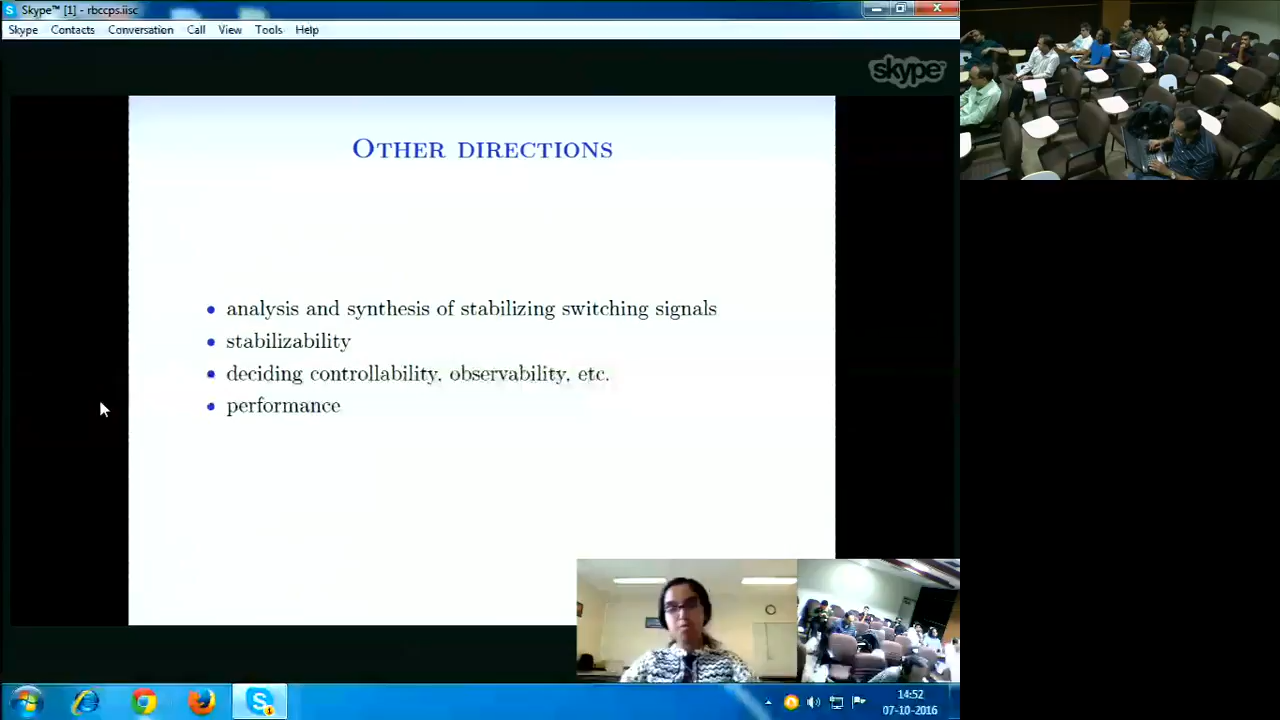 Skype™ [1] - rbccps.iisc
Skype Contacts Conversation Call View Tools Help
skype
OTHER DIRECTIONS
• analysis and synthesis of stabilizing switching signals
• stabilizability
• deciding controllability, observability, etc.
• performance
14:52
07-10-2016